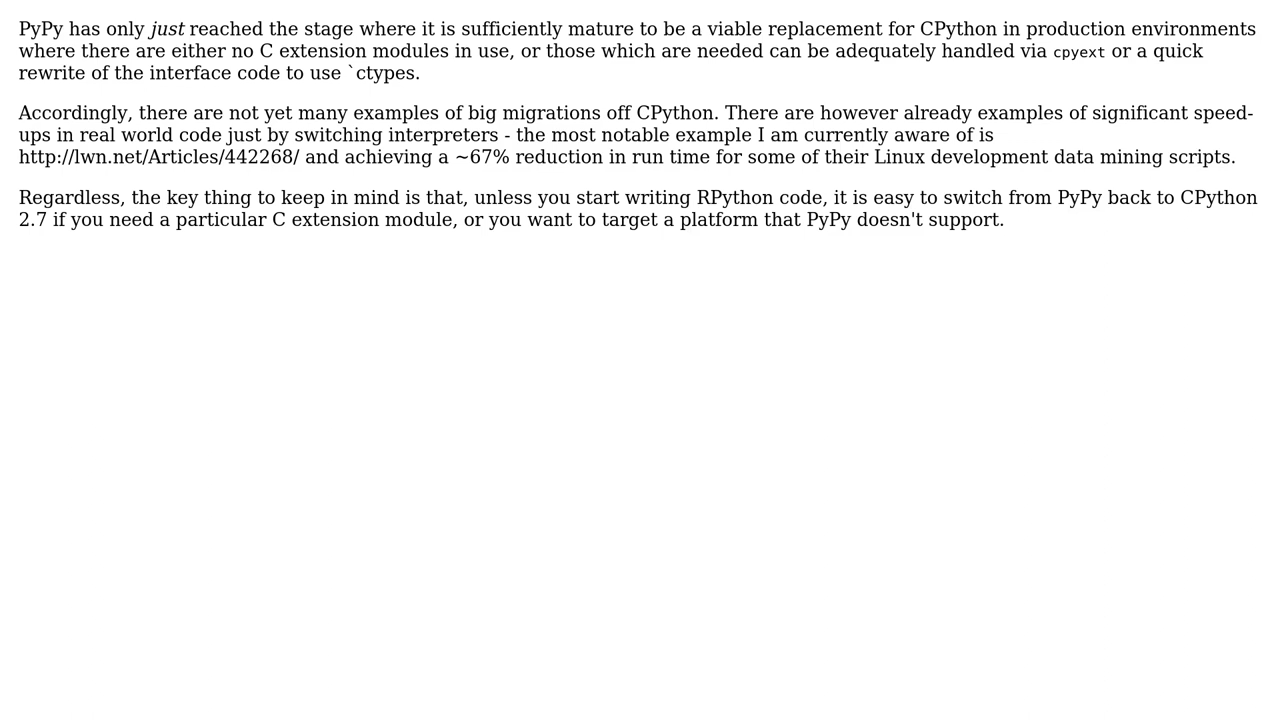 PyPy has only just reached the stage where it is sufficiently mature to be a viable replacement for CPython in production environments
where there are either no C extension modules in use, or those which are needed can be adequately handled via cpyext or a quick
rewrite of the interface code to use `ctypes.
Accordingly, there are not yet many examples of big migrations off CPython. There are however already examples of significant speed-
ups in real world code just by switching interpreters - the most notable example I am currently aware of is
http://lwn.net/Articles/442268/ and achieving a ~67% reduction in run time for some of their Linux development data mining scripts.
Regardless, the key thing to keep in mind is that, unless you start writing RPython code, it is easy to switch from PyPy back to CPython
2.7 if you need a particular C extension module, or you want to target a platform that PyPy doesn't support.